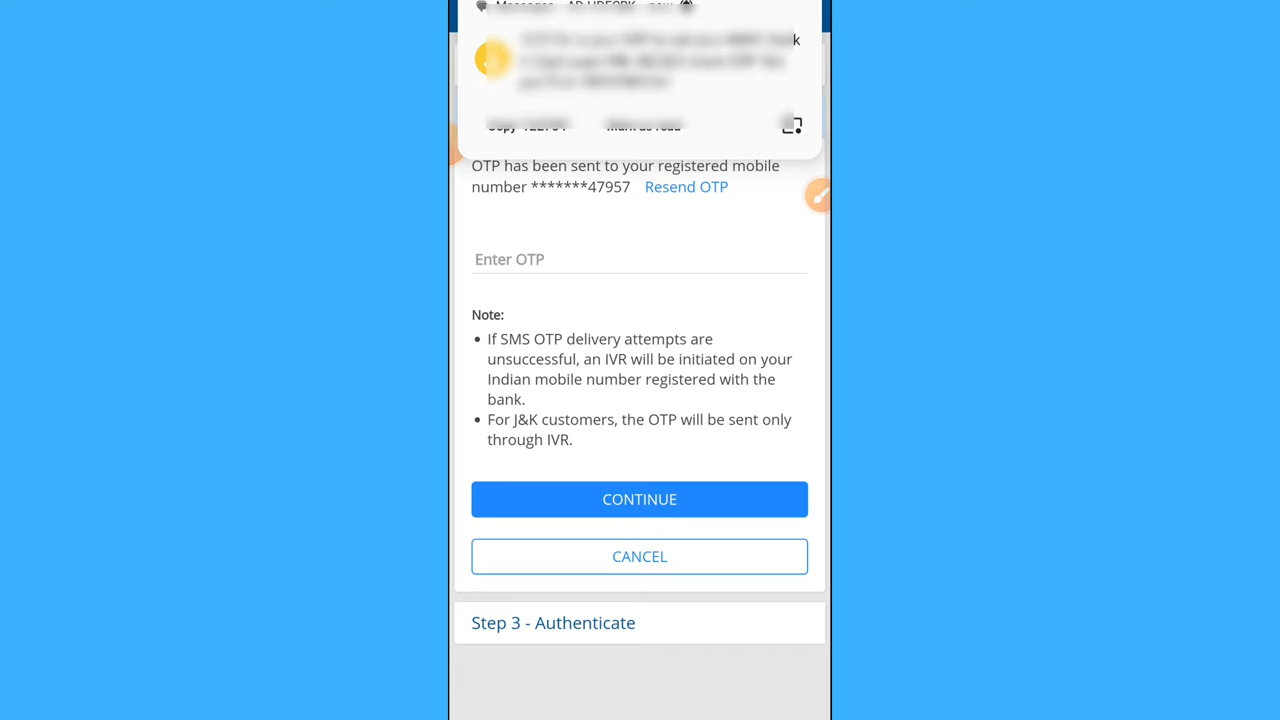 OTP has been sent to your registered mobile
number *******47957 Resend OTP
Enter OTP
Note:
• If SMS OTP delivery attempts are
unsuccessful, an IVR will be initiated on your
Indian mobile number registered with the
bank.
• For J&K customers, the OTP will be sent only
through IVR.
CONTINUE
CANCEL
Step 3 - Authenticate